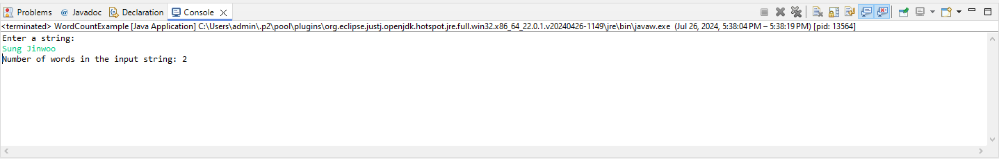 Problems @ Javadoc Declaration Console
<terminated> WordCountExample [Java Application] C:\Users\admin\.p2\pool\plugins\org.eclipse.justj.openjdk.hotspot.jre.full.win32.x86_64_22.0.1.v20240426-1149\jre\bin\javaw.exe (Jul 26, 2024, 5:38:04 PM – 5:38:19 PM) [pid: 13564]
Enter a string:
Sung Jinwoo
Number of words in the input string: 2